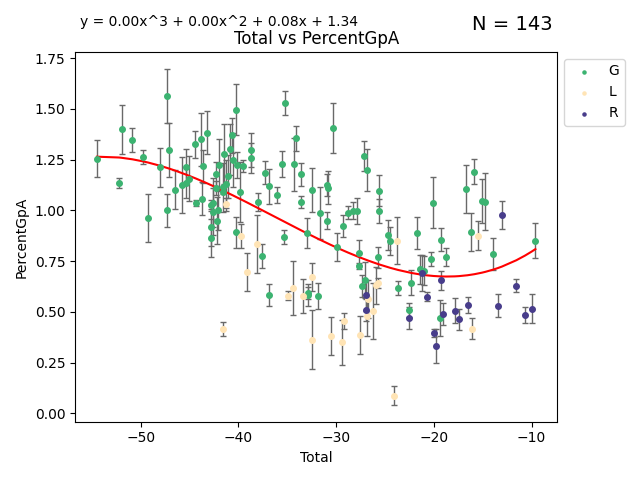 y = 0.00x^3 + 0.00x^2 + 0.08x + 1.34
N = 143
Total vs PercentGpA
G
L
R
PercentGpA
1.75
1.50
1.25
1.00
0.75
0.50
0.25
0.00
−50
−40
−30
−20
−10
Total